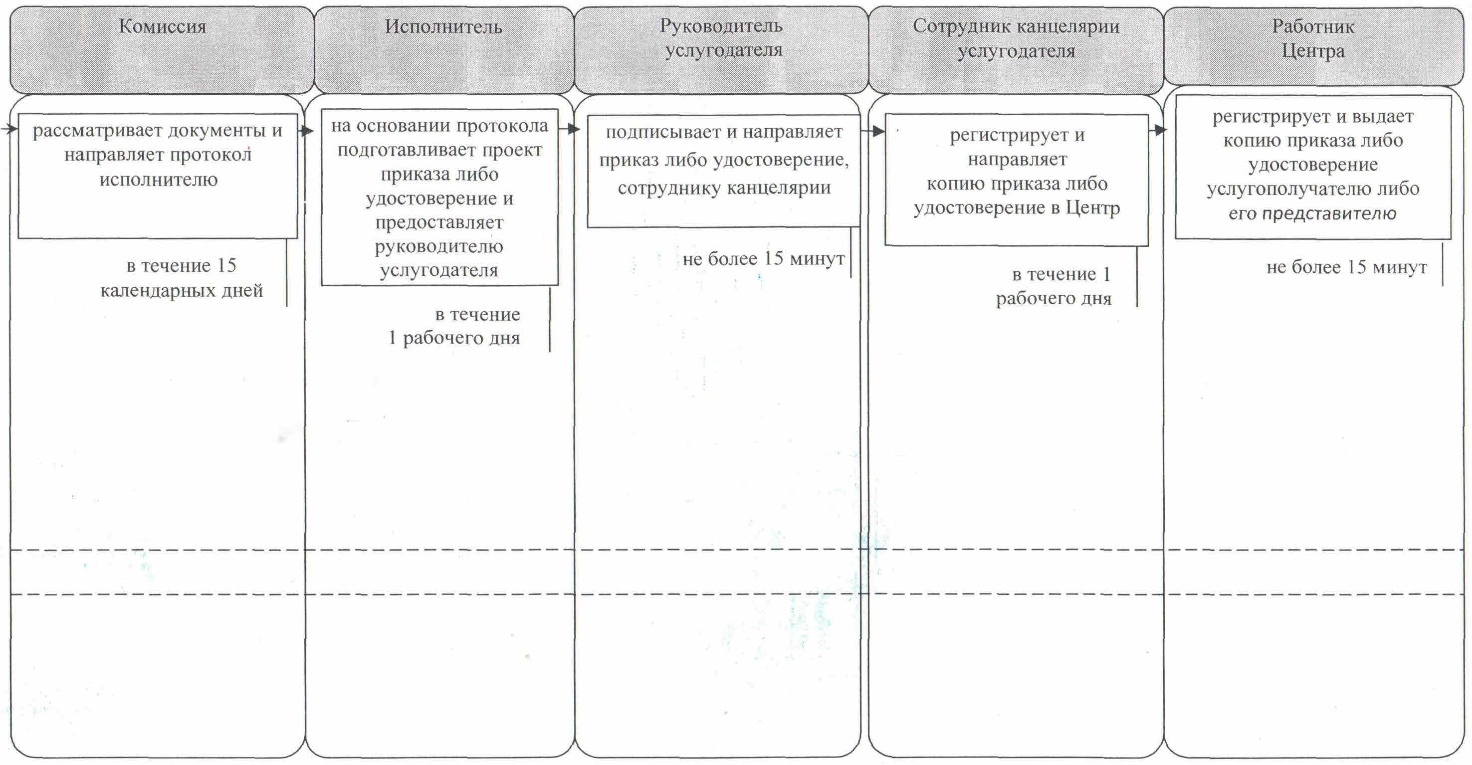 Комиссия
Исполнитель
Руководитель
услугодателя
Сотрудник канцелярии
услугодателя
Работник
Центра
рассматривает документы и
направляет протокол
исполнителю
в течение 15
календарных дней
на основании протокола
подготавливает проект
приказа либо
удостоверение и
предоставляет
руководителю
услугодателя
в течение
1 рабочего дня
подписывает и направляет
приказ либо удостоверение,
сотруднику канцелярии
не более 15 минут
регистрирует и
направляет
копию приказа либо
удостоверение в Центр
в течение 1
рабочего дня
регистрирует и выдает
копию приказа либо
удостоверение
услугополучателю либо
его представителю
не более 15 минут